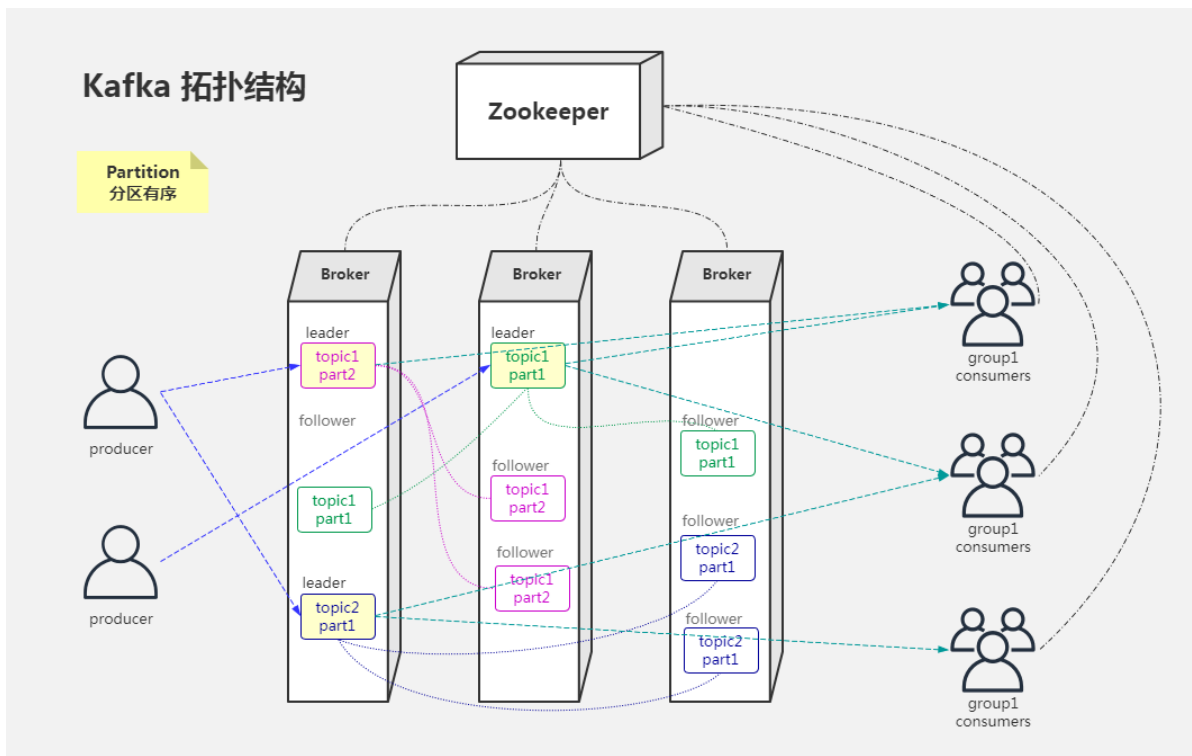 Kafka 拓扑结构
Zookeeper
Partition
分区有序
Broker
Broker
Broker
leader
topic1
part2
follower
topic1
part1
leader
topic2
part1
leader
topic1
part1
follower
topic1
part2
follower
topic1
part2
follower
topic1
part1
follower
topic2
part1
follower
topic2
part1
producer
producer
group1
consumers
group1
consumers
group1
consumers